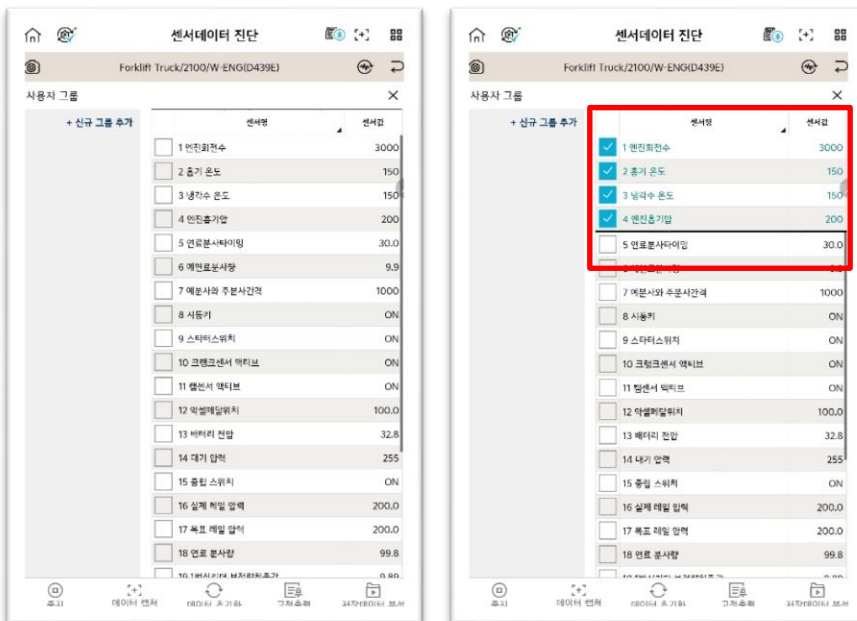 센서데이터 진단
Forklift Truck/2100/W-ENG(D439E)
사용자 그룹
+ 신규 그룹 추가
센서명 센서값
1 엔진회전수 3000
2 흡기 온도 150
3 냉각수 온도 150
4 엔진흡기압 200
5 연료분사타이밍 30.0
6 예연료분사량 9.9
7 예분사와 주분사간격 1000
8 시동키 ON
9 스타터스위치 ON
10 크랭크센서 액티브 ON
11 캠센서 액티브 ON
12 악셀페달위치 100.0
13 배터리 전압 32.8
14 대기 압력 255
15 중립 스위치 ON
16 실제 레일 압력 200.0
17 목표 레일 압력 200.0
18 연료 분사량 99.8
중지 데이터 캡쳐 데이터 초기화 고정출력 저장데이터 분석
센서데이터 진단
Forklift Truck/2100/W-ENG(D439E)
사용자 그룹
+ 신규 그룹 추가
센서명 센서값
1 엔진회전수 3000
2 흡기 온도 150
3 냉각수 온도 150
4 엔진흡기압 200
5 연료분사타이밍 30.0
7 예분사와 주분사간격 1000
8 시동키 ON
9 스타터스위치 ON
10 크랭크센서 액티브 ON
11 캠센서 액티브 ON
12 악셀페달위치 100.0
13 배터리 전압 32.8
14 대기 압력 255
15 중립 스위치 ON
16 실제 레일 압력 200.0
17 목표 레일 압력 200.0
18 연료 분사량 99.8
중지 데이터 캡쳐 데이터 초기화 고정출력 저장데이터 분석